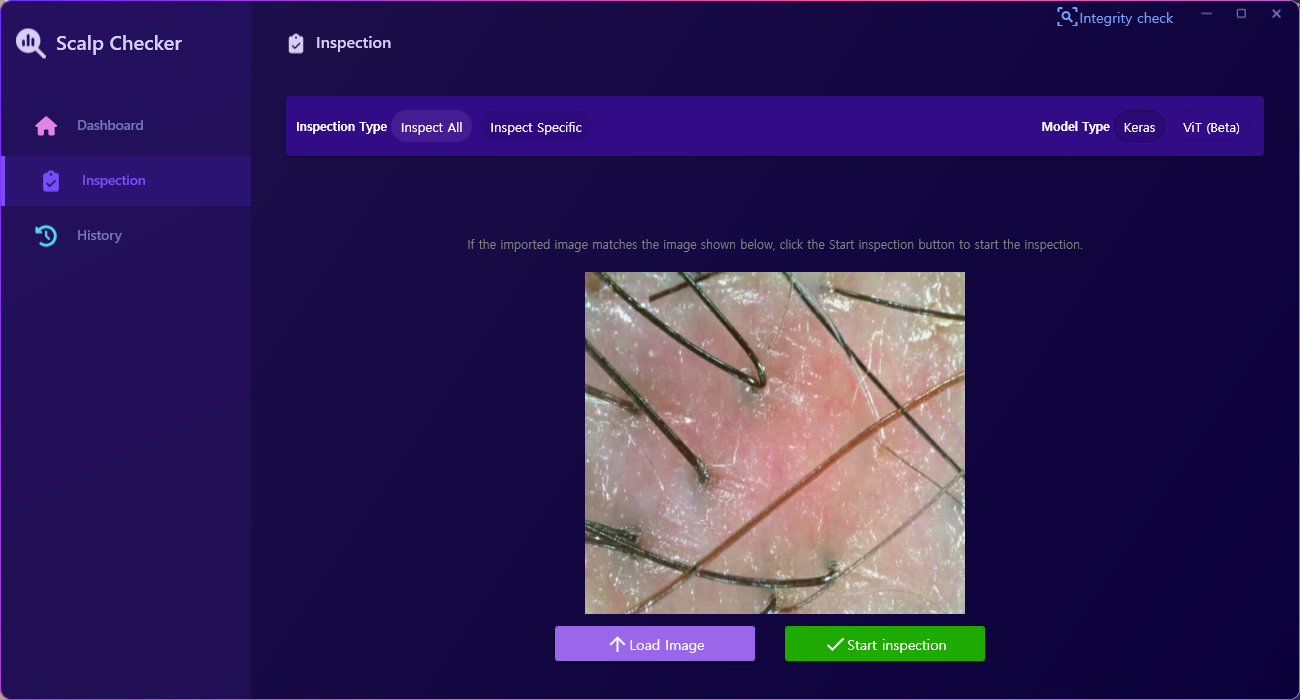 Integrity check
Scalp Checker
Inspection
Dashboard
Inspection
History
Inspection Type Inspect All Inspect Specific
Model Type Keras ViT (Beta)
If the imported image matches the image shown below, click the Start inspection button to start the inspection.
Load Image
Start inspection